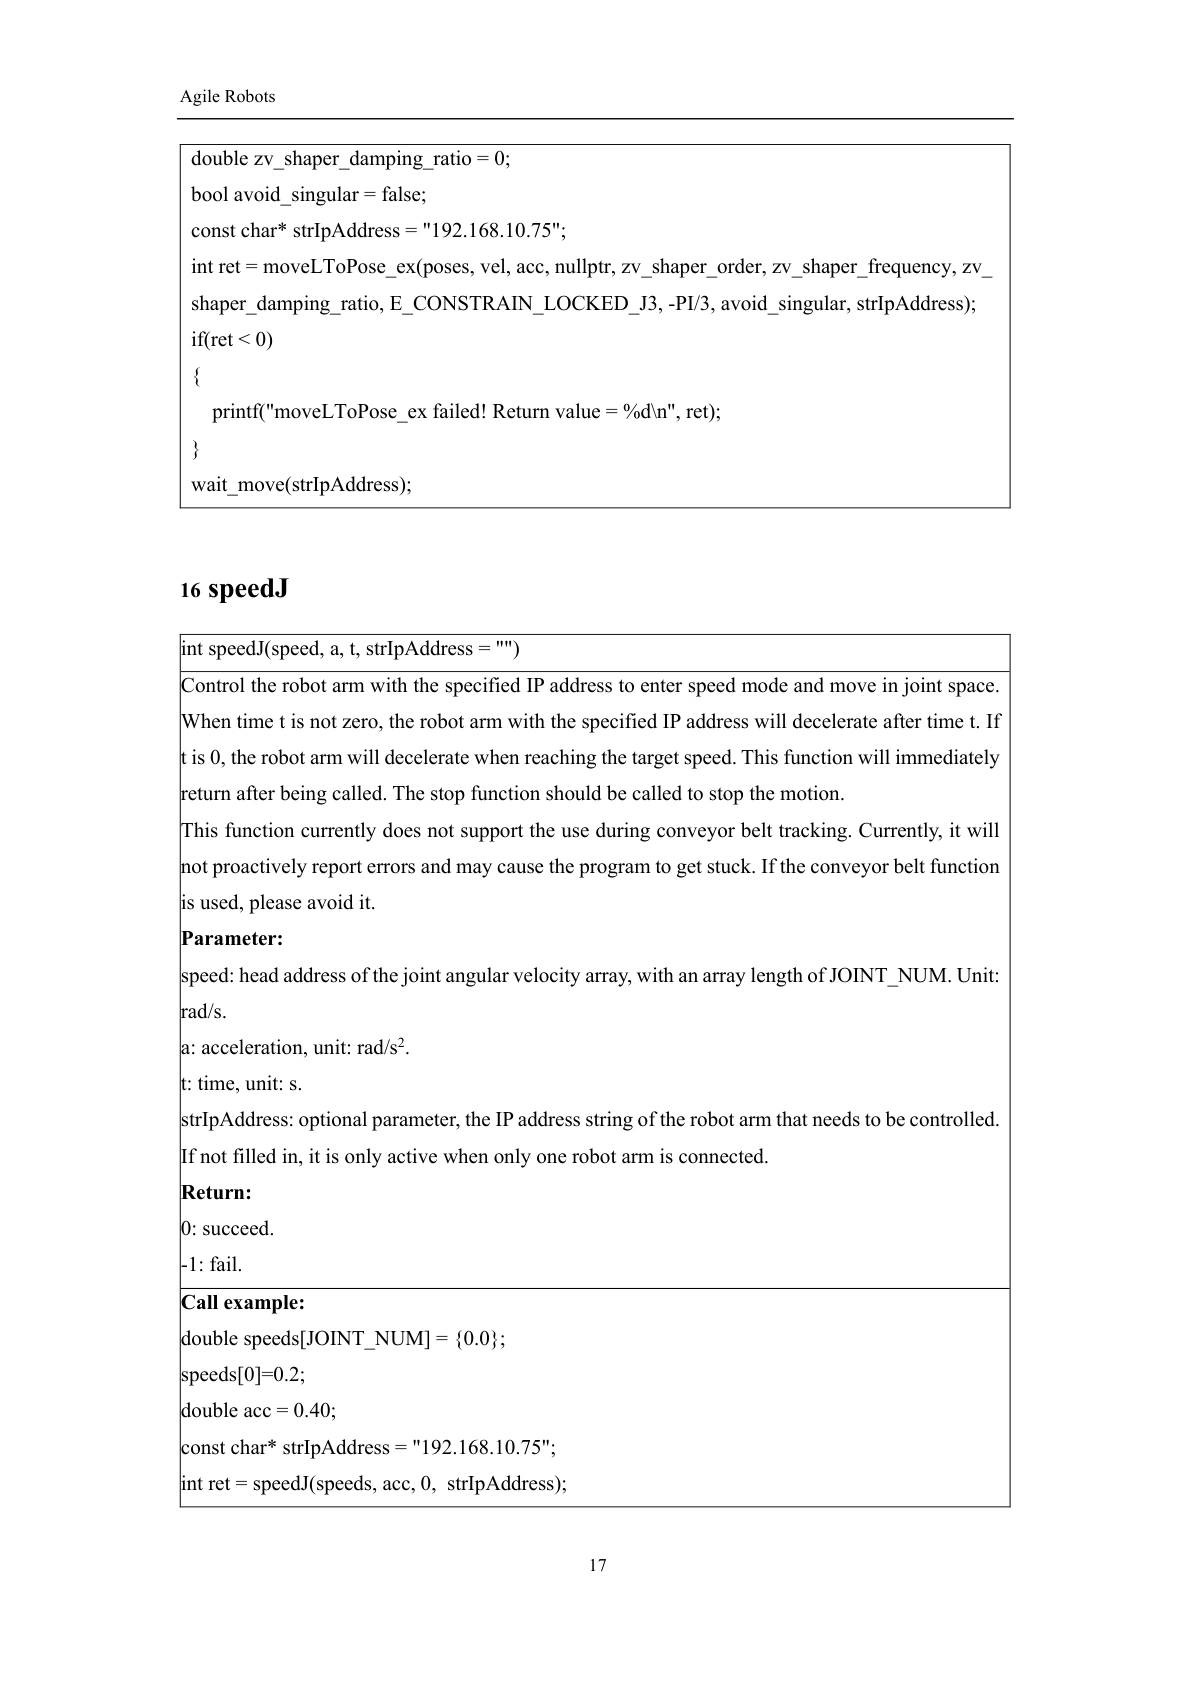 Agile Robots
double zv_shaper_damping_ratio = 0;
bool avoid_singular = false;
const char* strIpAddress = "192.168.10.75";
int ret = moveLToPose_ex(poses, vel, acc, nullptr, zv_shaper_order, zv_shaper_frequency, zv_
shaper_damping_ratio, E_CONSTRAIN_LOCKED_J3, -PI/3, avoid_singular, strIpAddress);
if(ret < 0)
{
    printf("moveLToPose_ex failed! Return value = %d\n", ret);
}
wait_move(strIpAddress);
16 speedJ
int speedJ(speed, a, t, strIpAddress = "")
Control the robot arm with the specified IP address to enter speed mode and move in joint space.
When time t is not zero, the robot arm with the specified IP address will decelerate after time t. If
t is 0, the robot arm will decelerate when reaching the target speed. This function will immediately
return after being called. The stop function should be called to stop the motion.
This function currently does not support the use during conveyor belt tracking. Currently, it will
not proactively report errors and may cause the program to get stuck. If the conveyor belt function
is used, please avoid it.
Parameter:
speed: head address of the joint angular velocity array, with an array length of JOINT_NUM. Unit:
rad/s.
a: acceleration, unit: rad/s².
t: time, unit: s.
strIpAddress: optional parameter, the IP address string of the robot arm that needs to be controlled.
If not filled in, it is only active when only one robot arm is connected.
Return:
0: succeed.
-1: fail.
Call example:
double speeds[JOINT_NUM] = {0.0};
speeds[0]=0.2;
double acc = 0.40;
const char* strIpAddress = "192.168.10.75";
int ret = speedJ(speeds, acc, 0,  strIpAddress);
17